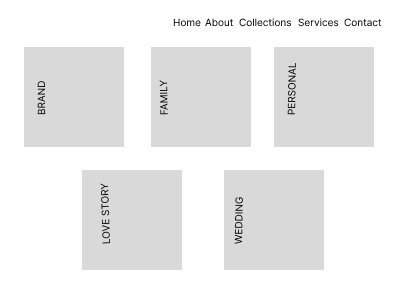 Home About Collections Services Contact
BRAND
FAMILY
PERSONAL
LOVE STORY
WEDDING